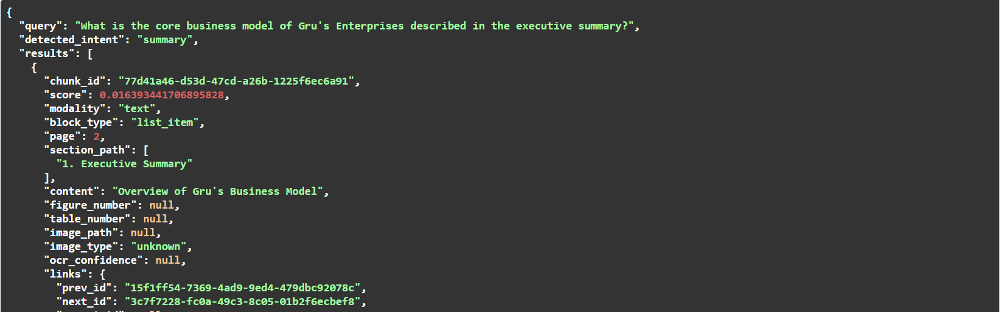 {
"query": "What is the core business model of Gru's Enterprises described in the executive summary?",
"detected_intent": "summary",
"results": [
{
"chunk_id": "77d41a46-d53d-47cd-a26b-1225f6ec6a91",
"score": 0.016393441706895828,
"modality": "text",
"block_type": "list_item",
"page": 2,
"section_path": [
"1. Executive Summary"
],
"content": "Overview of Gru's Business Model",
"figure_number": null,
"table_number": null,
"image_path": null,
"image_type": "unknown",
"ocr_confidence": null,
"links": {
"prev_id": "15f1ff54-7369-4ad9-9ed4-479dbc92078c",
"next_id": "3c7f7228-fc0a-49c3-8c05-01b2f6ecbef8",